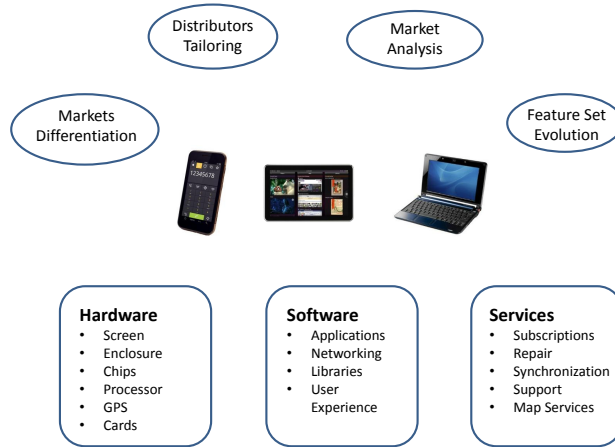 Distributors
Tailoring
Market
Analysis
Markets
Differentiation
Feature Set
Evolution
12345678
Hardware
• Screen
• Enclosure
• Chips
• Processor
• GPS
• Cards
Software
• Applications
• Networking
• Libraries
• User
Experience
Services
• Subscriptions
• Repair
• Synchronization
• Support
• Map Services